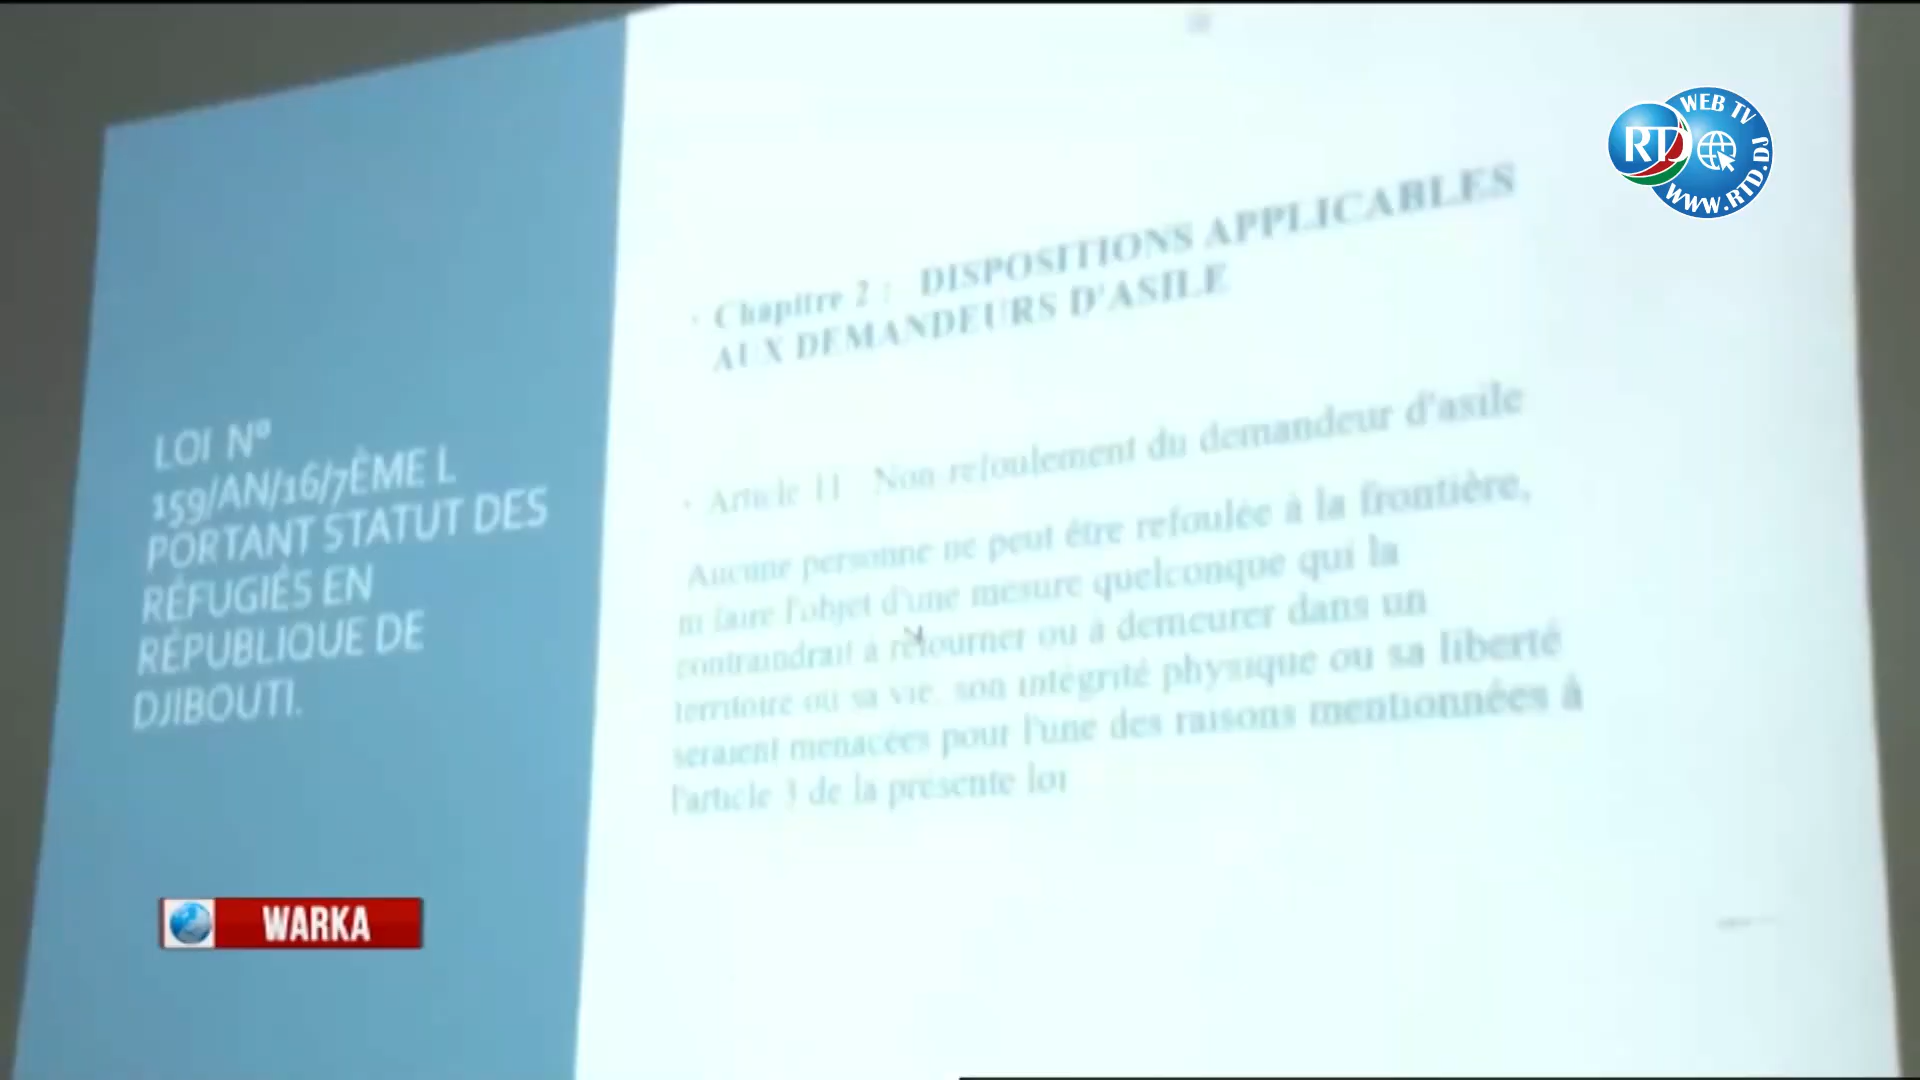 LOI Nº
159/AN/16/7ÈME L
PORTANT STATUT DES
RÉFUGIÉS EN
RÉPUBLIQUE DE
DJIBOUTI.
· Chapitre 2 : DISPOSITIONS APPLICABLES
AUX DEMANDEURS D'ASILE
· Article 11 Non refoulement du demandeur d'asile
Aucune personne ne peut être refoulée à la frontière,
ni faire l'objet d'une mesure quelconque qui la
contraindrait à retourner ou à demeurer dans un
territoire ou sa vie, son intégrité physique ou sa liberté
seraient menacées pour l'une des raisons mentionnées à
l'article 3 de la présente loi
WEB TV
RTD
WWW.RTD.DJ
WARKA